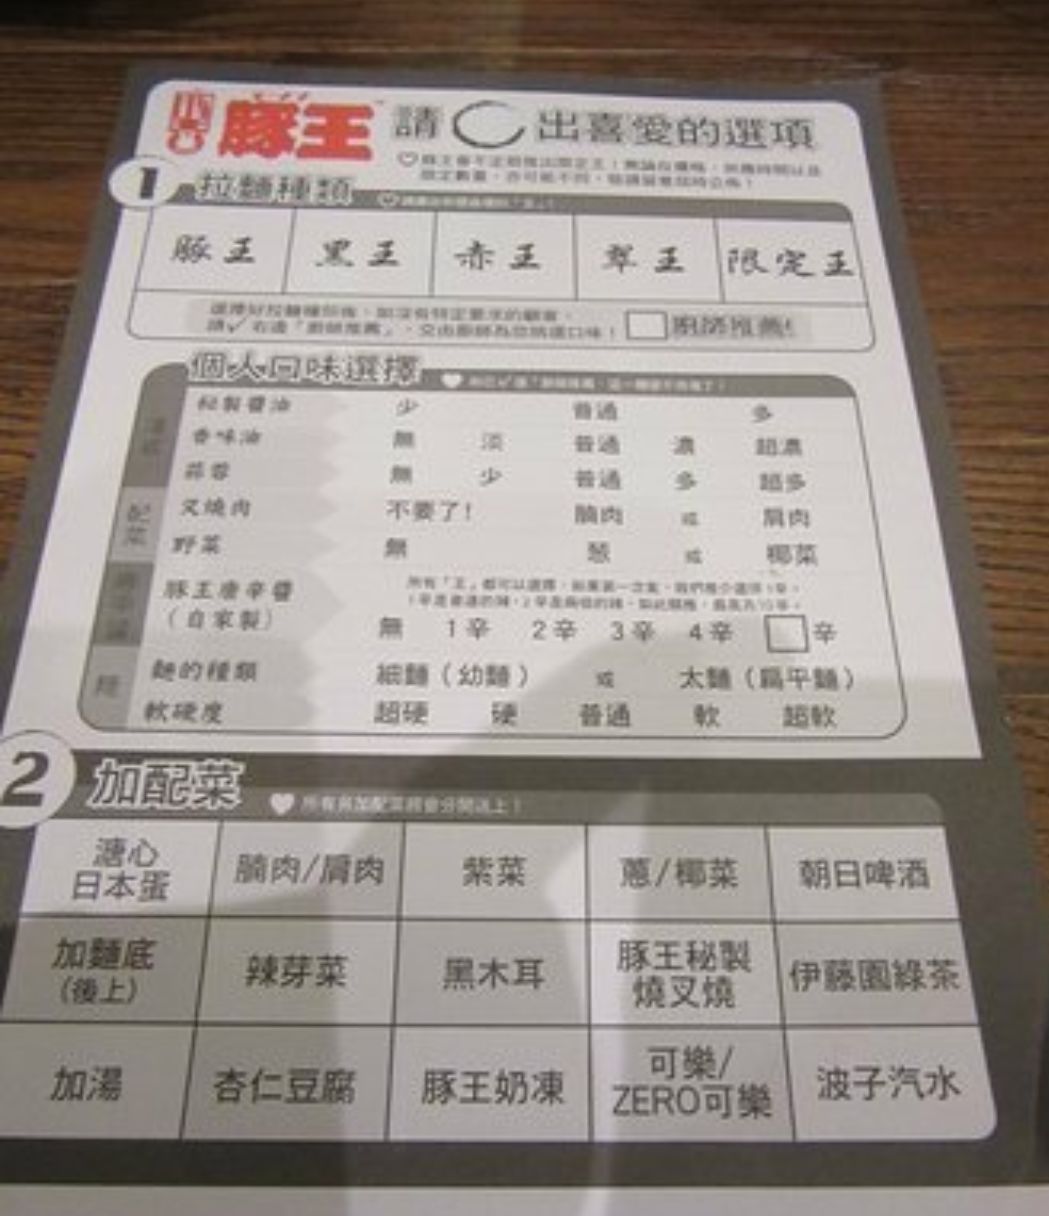 豚王 請 出喜愛的選項
1 拉麵種類
豚王 黑王 赤王 翠王 限定王
廚師推薦!
個人口味選擇
秘製醬油 少 普通 多
香味油 無 淡 普通 濃 超濃
蒜蓉 無 少 普通 多 超多
配菜
叉燒肉 不要了! 腩肉 或 肩肉
野菜 無 葱 或 椰菜
豚王唐辛醬
(自家製) 無 1辛 2辛 3辛 4辛 辛
麵
麵的種類 細麵(幼麵) 或 太麵(扁平麵)
軟硬度 超硬 硬 普通 軟 超軟
2 加配菜
溏心
日本蛋
腩肉/肩肉
紫菜
蔥/椰菜
朝日啤酒
加麵底
(後上)
辣芽菜
黑木耳
豚王秘製
燒叉燒
伊藤園綠茶
加湯
杏仁豆腐
豚王奶凍
可樂/
ZERO可樂
波子汽水